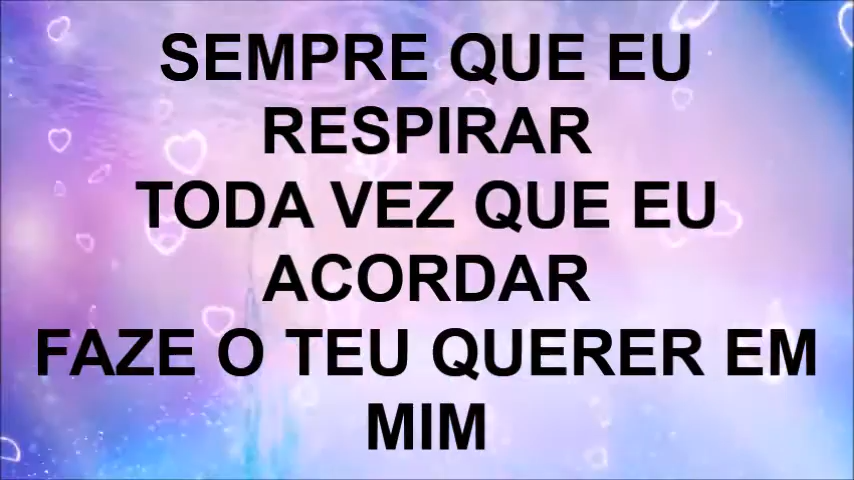 SEMPRE QUE EU
RESPIRAR
TODA VEZ QUE EU
ACORDAR
FAZE O TEU QUERER EM
MIM